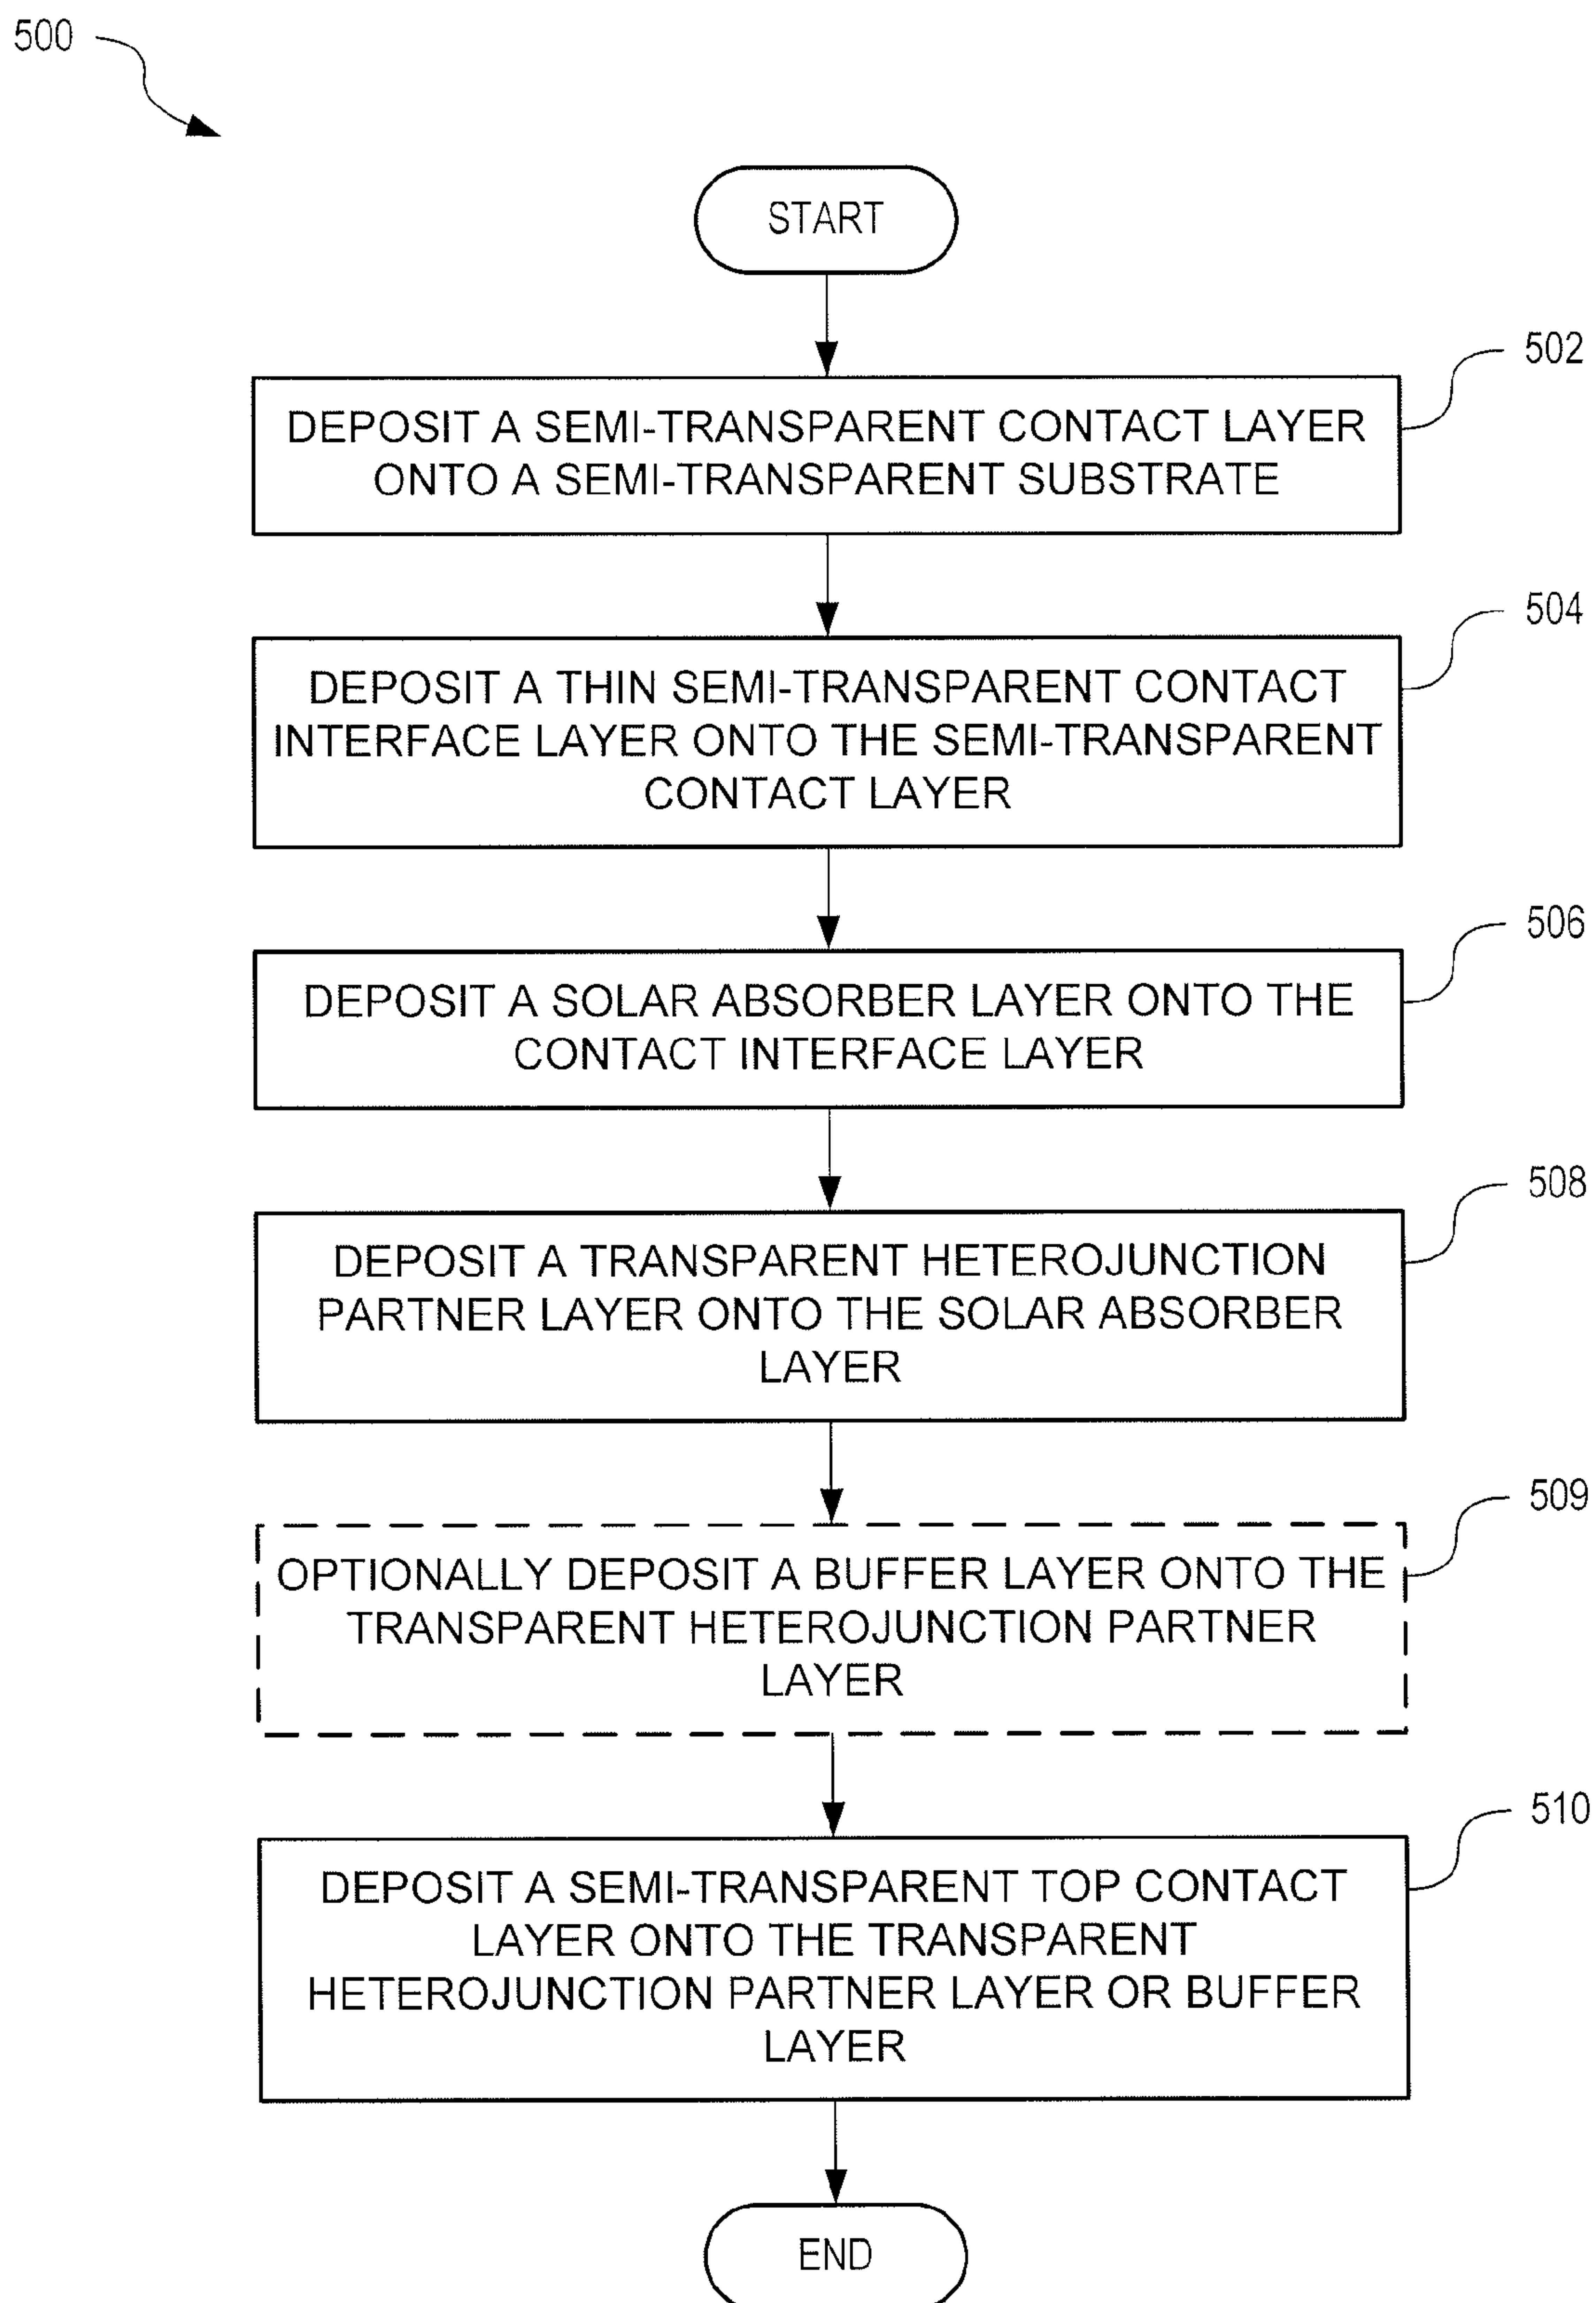 500
START
502
DEPOSIT A SEMI-TRANSPARENT CONTACT LAYER
ONTO A SEMI-TRANSPARENT SUBSTRATE
504
DEPOSIT A THIN SEMI-TRANSPARENT CONTACT
INTERFACE LAYER ONTO THE SEMI-TRANSPARENT
CONTACT LAYER
506
DEPOSIT A SOLAR ABSORBER LAYER ONTO THE
CONTACT INTERFACE LAYER
508
DEPOSIT A TRANSPARENT HETEROJUNCTION
PARTNER LAYER ONTO THE SOLAR ABSORBER
LAYER
509
OPTIONALLY DEPOSIT A BUFFER LAYER ONTO THE
TRANSPARENT HETEROJUNCTION PARTNER
LAYER
510
DEPOSIT A SEMI-TRANSPARENT TOP CONTACT
LAYER ONTO THE TRANSPARENT
HETEROJUNCTION PARTNER LAYER OR BUFFER
LAYER
END